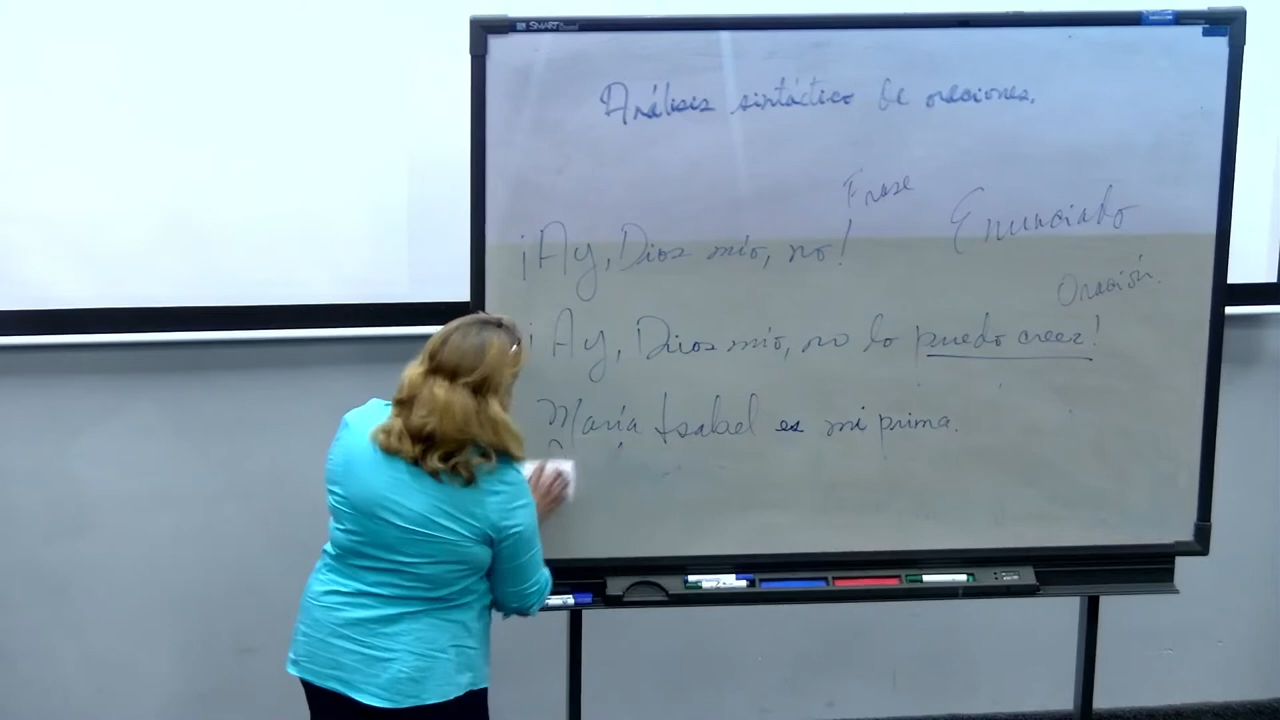 SMART
Análisis sintáctico de oraciones.
Frase
Enunciado
¡Ay, Dios mío, no!
Oración.
¡Ay, Dios mío, no lo puedo creer!
María Isabel es mi prima.